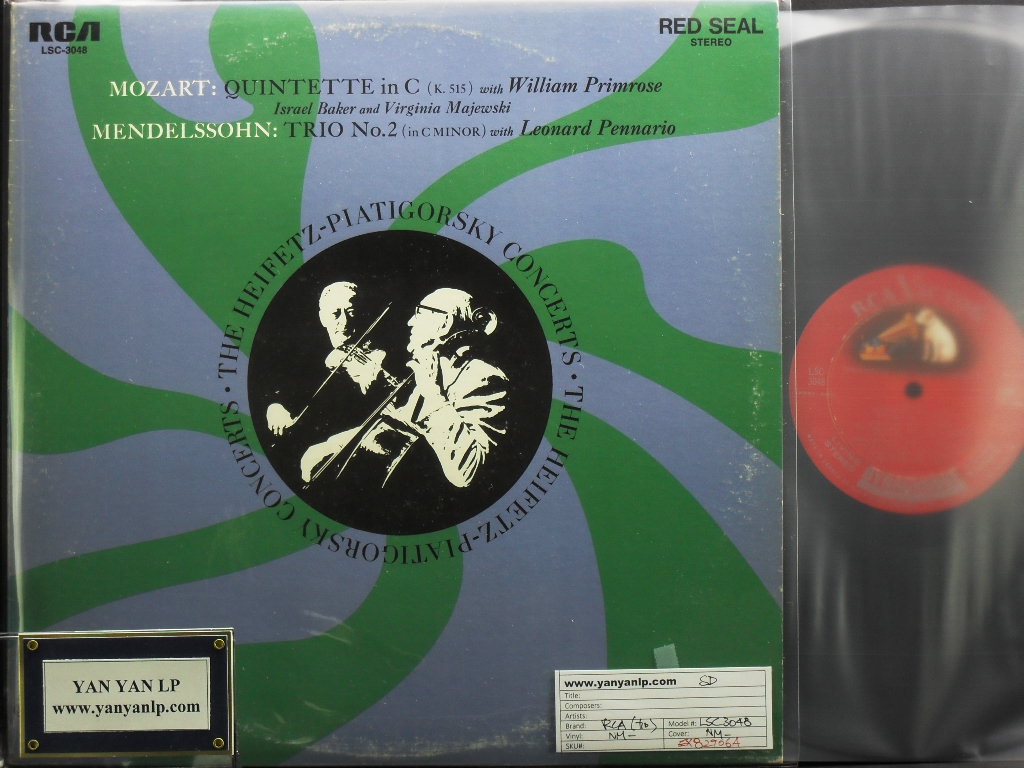 RCA
LSC-3048
RED SEAL
STEREO
MOZART: QUINTETTE in C (K. 515) with William Primrose
Israel Baker and Virginia Majewski
MENDELSSOHN: TRIO No.2 (in C MINOR) with Leonard Pennario
THE HEIFETZ-PIATIGORSKY CONCERTS • THE HEIFETZ-PIATIGORSKY CONCERTS •
RCA
LSC
3048
YAN YAN LP
www.yanyanlp.com
www.yanyanlp.com SD
Title:
Composers:
Artists:
Brand: RCA Model #: LSC3048
Vinyl: NM- Cover: NM-
SKU#: